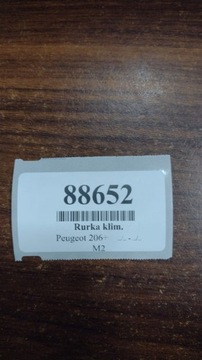 88652
Rurka klim.
Peugeot 206+
M2